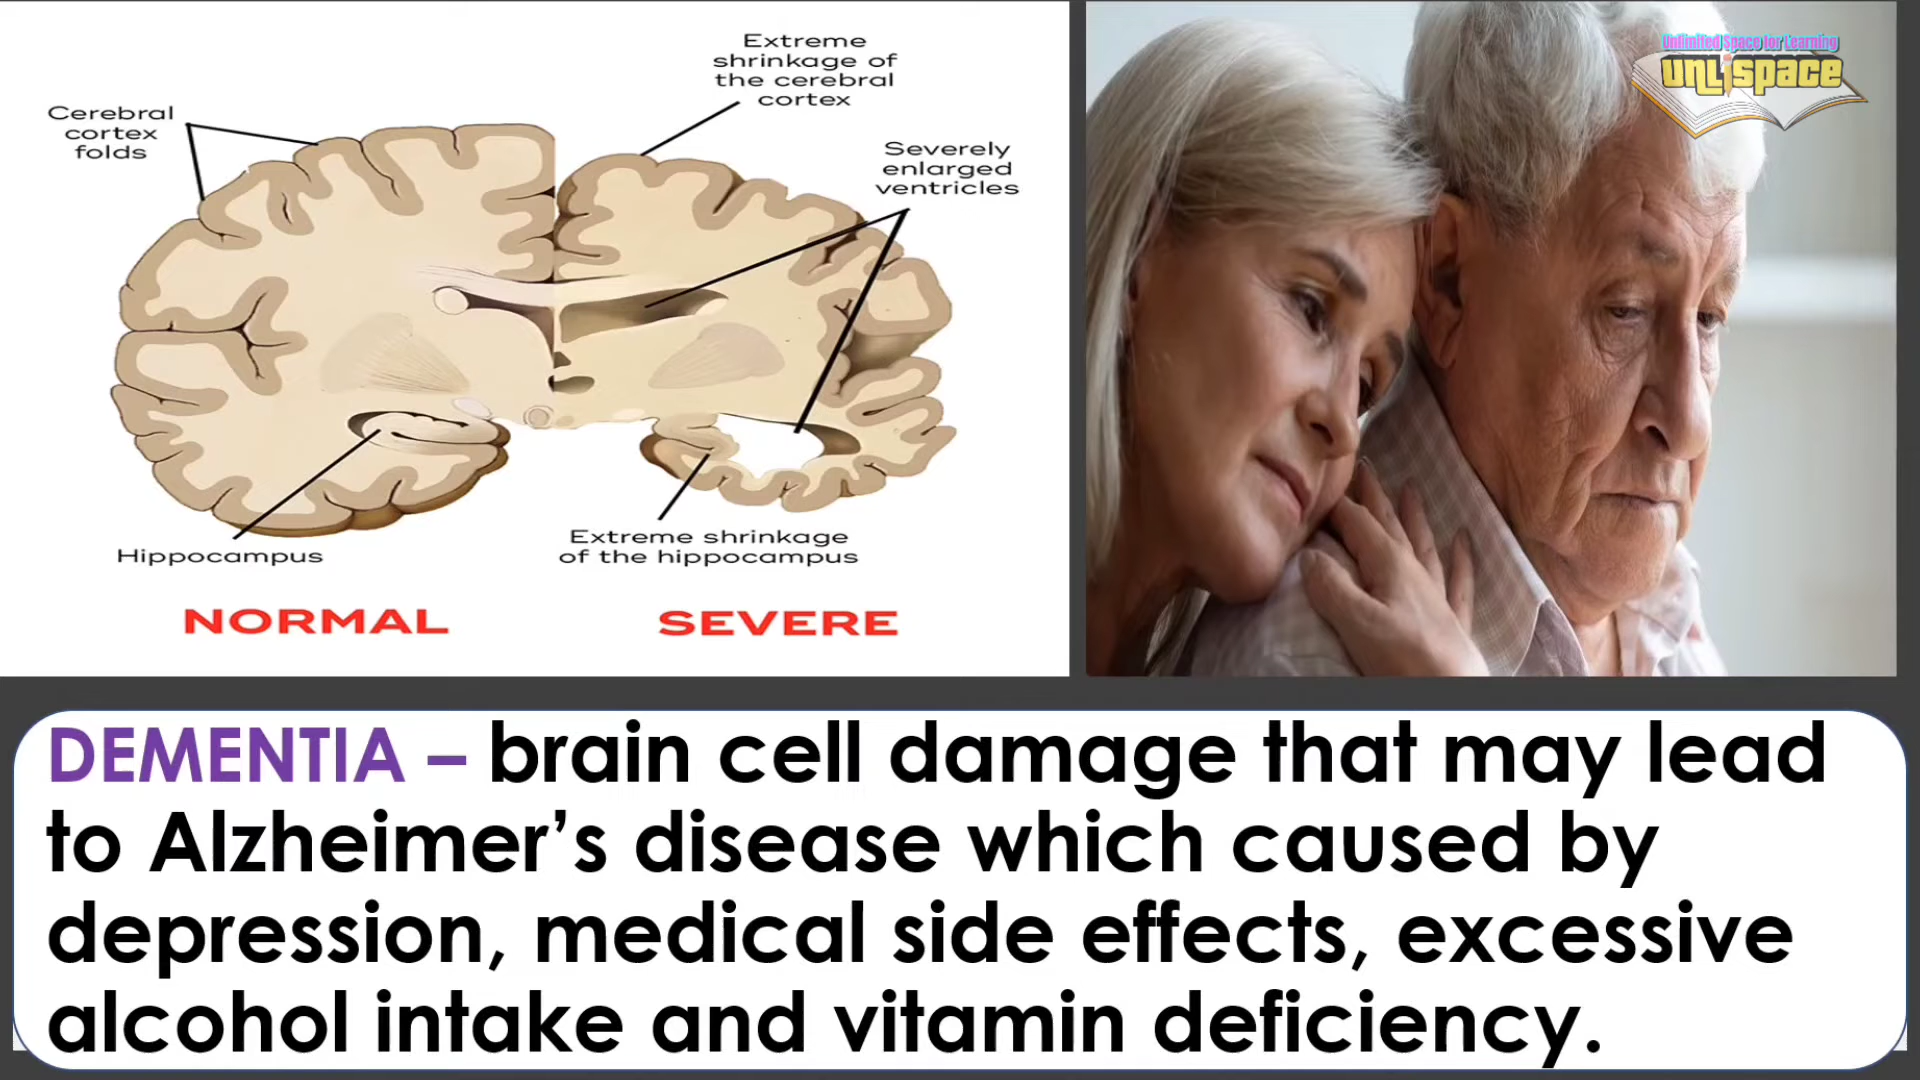 Extreme
shrinkage of
the cerebral
cortex
Cerebral
cortex
folds
Severely
enlarged
ventricles
Hippocampus
Extreme shrinkage
of the hippocampus
NORMAL
SEVERE
Unlimited Space for Learning
UNLISPACE
DEMENTIA – brain cell damage that may lead
to Alzheimer’s disease which caused by
depression, medical side effects, excessive
alcohol intake and vitamin deficiency.